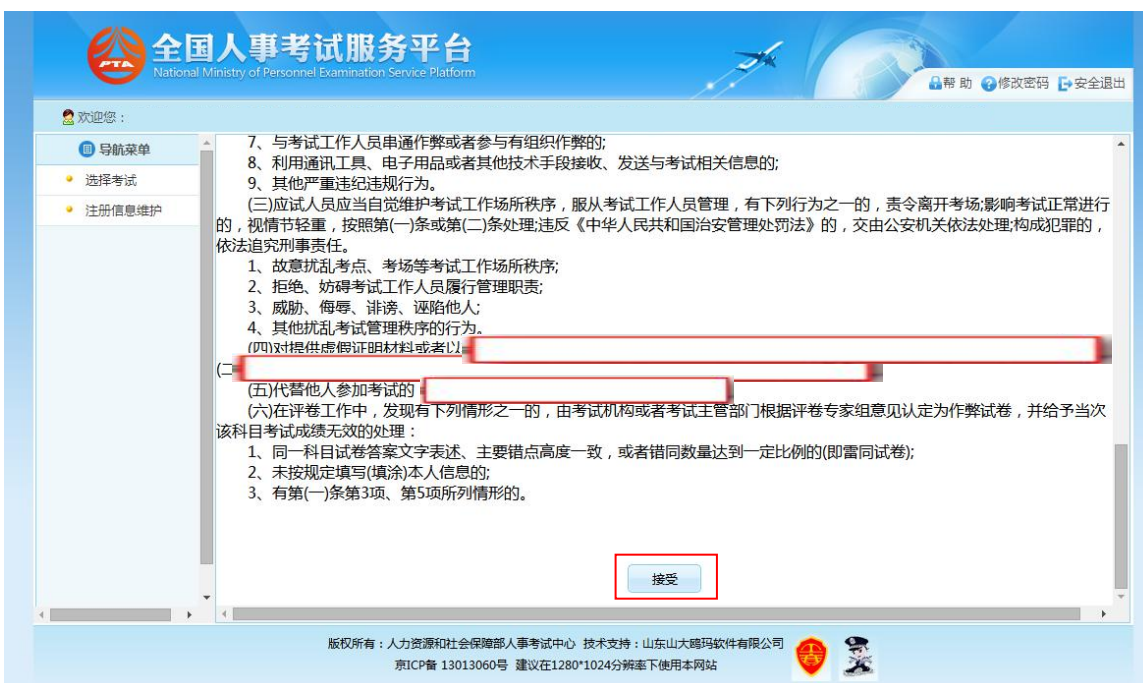 全国人事考试服务平台
PTA
National Ministry of Personnel Examination Service Platform
帮 助 修改密码 安全退出
欢迎您：
导航菜单
选择考试
注册信息维护
7、与考试工作人员串通作弊或者参与有组织作弊的;
8、利用通讯工具、电子用品或者其他技术手段接收、发送与考试相关信息的;
9、其他严重违纪违规行为。
(三)应试人员应当自觉维护考试工作场所秩序，服从考试工作人员管理，有下列行为之一的，责令离开考场;影响考试正常进行
的，视情节轻重，按照第(一)条或第(二)条处理;违反《中华人民共和国治安管理处罚法》的，交由公安机关依法处理;构成犯罪的，
依法追究刑事责任。
1、故意扰乱考点、考场等考试工作场所秩序;
2、拒绝、妨碍考试工作人员履行管理职责;
3、威胁、侮辱、诽谤、诬陷他人;
4、其他扰乱考试管理秩序的行为。
(四)对提供虚假证明材料或者以
(二
(五)代替他人参加考试的
(六)在评卷工作中，发现有下列情形之一的，由考试机构或者考试主管部门根据评卷专家组意见认定为作弊试卷，并给予当次
该科目考试成绩无效的处理：
1、同一科目试卷答案文字表述、主要错点高度一致，或者错同数量达到一定比例的(即雷同试卷);
2、未按规定填写(填涂)本人信息的;
3、有第(一)条第3项、第5项所列情形的。
接受
版权所有：人力资源和社会保障部人事考试中心 技术支持：山东山大鸥玛软件有限公司
京ICP备 13013060号 建议在1280*1024分辨率下使用本网站